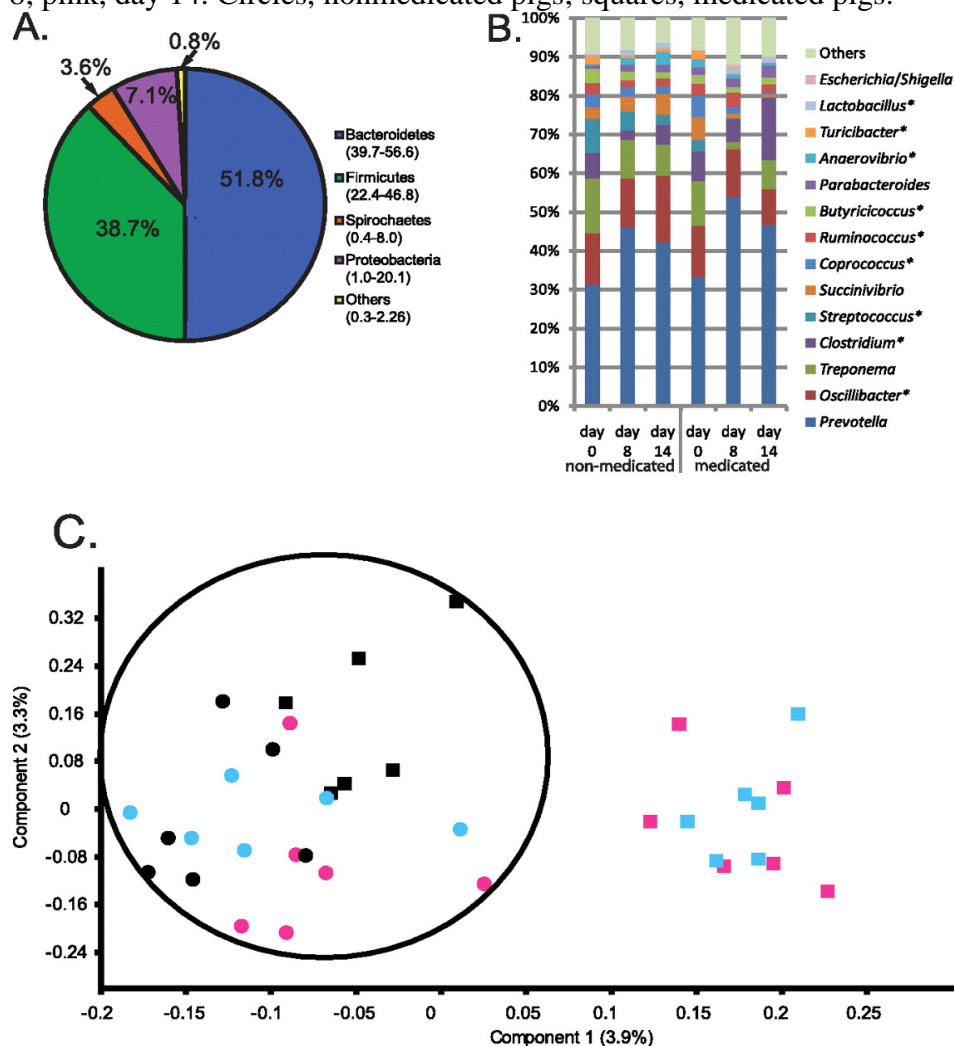 8, pink, day 14. Circles, nonmedicated pigs; squares, medicated pigs.
A.
0.8%
3.6%
7.1%
51.8%
38.7%
Bacteroidetes
(39.7-56.6)
Firmicutes
(22.4-46.8)
Spirochaetes
(0.4-8.0)
Proteobacteria
(1.0-20.1)
Others
(0.3-2.26)
B.
100%
90%
80%
70%
60%
50%
40%
30%
20%
10%
0%
day day day day day day
0 8 14 0 8 14
non-medicated medicated
Others
Escherichia/Shigella
Lactobacillus*
Turicibacter*
Anaerovibrio*
Parabacteroides
Butyricicoccus*
Ruminococcus*
Coprococcus*
Succinivibrio
Streptococcus*
Clostridium*
Treponema
Oscillibacter*
Prevotella
C.
Component 2 (3.3%)
0.32
0.24
0.16
0.08
0
-0.08
-0.16
-0.24
-0.2 -0.15 -0.1 -0.05 0 0.05 0.1 0.15 0.2 0.25
Component 1 (3.9%)